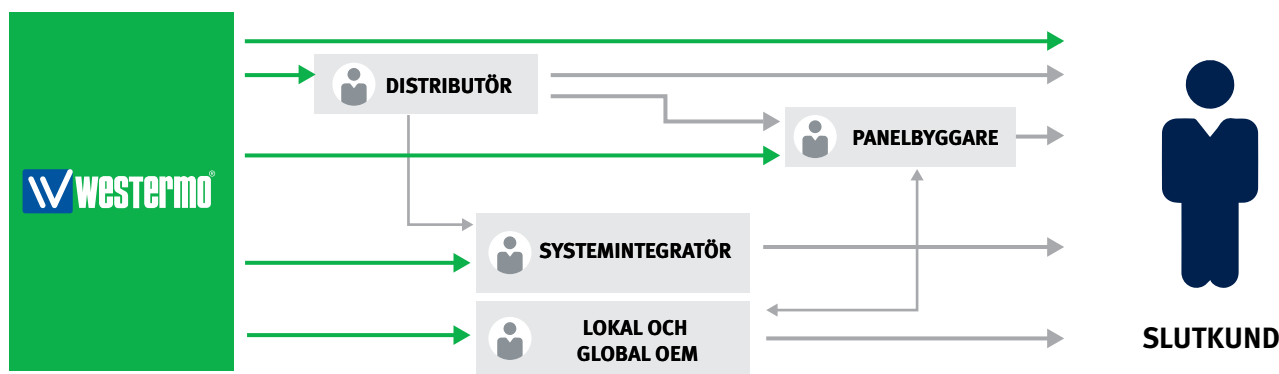 DISTRIBUTÖR
PANELBYGGARE
westermo®
SYSTEMINTEGRATÖR
LOKAL OCH
GLOBAL OEM
SLUTKUND